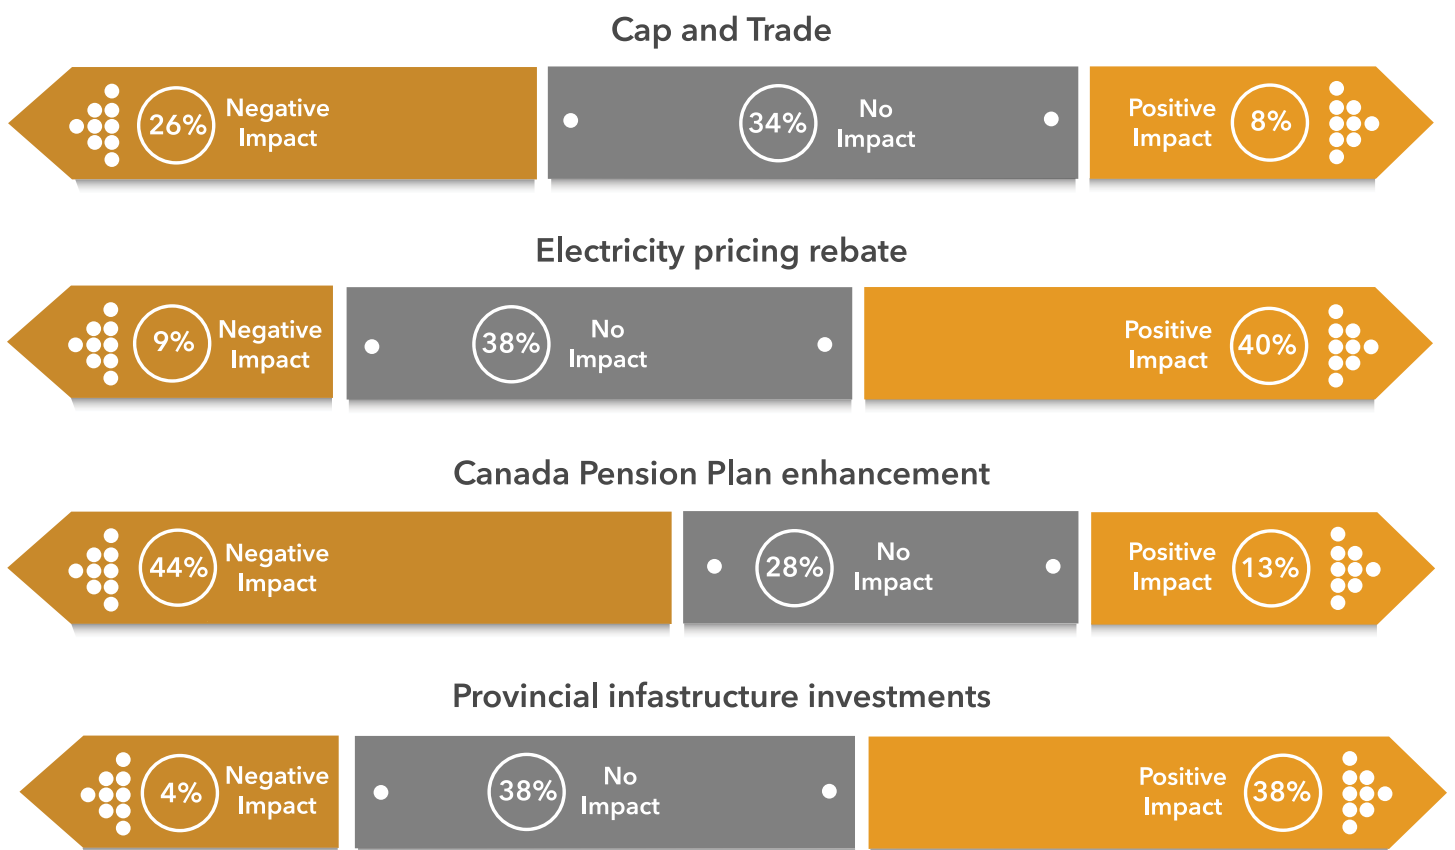 Cap and Trade
26%
Negative
Impact
34%
No
Impact
Positive
Impact
8%
Electricity pricing rebate
9%
Negative
Impact
38%
No
Impact
Positive
Impact
40%
Canada Pension Plan enhancement
44%
Negative
Impact
28%
No
Impact
Positive
Impact
13%
Provincial infastructure investments
4%
Negative
Impact
38%
No
Impact
Positive
Impact
38%